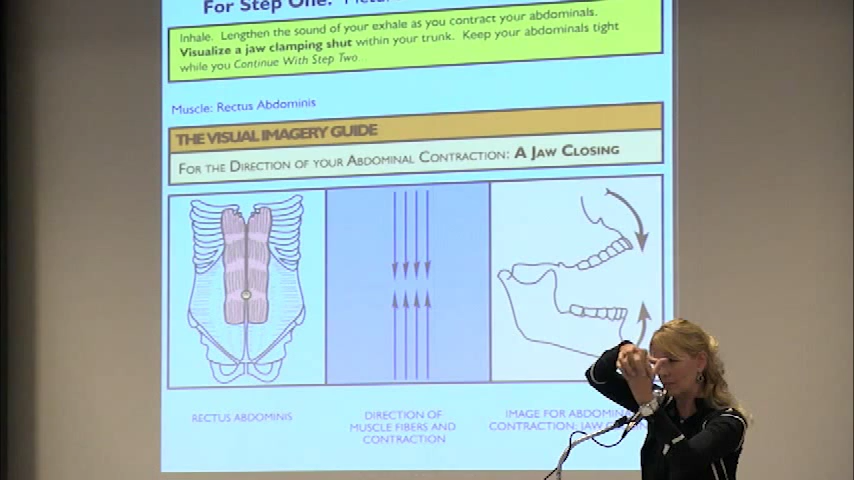 For Step One:
Inhale. Lengthen the sound of your exhale as you contract your abdominals.
Visualize a jaw clamping shut within your trunk. Keep your abdominals tight
while you Continue With Step Two...
Muscle: Rectus Abdominis
THE VISUAL IMAGERY GUIDE
FOR THE DIRECTION OF YOUR ABDOMINAL CONTRACTION: A JAW CLOSING
RECTUS ABDOMINIS
DIRECTION OF
MUSCLE FIBERS AND
CONTRACTION
IMAGE FOR
CONTRACTION: JAW